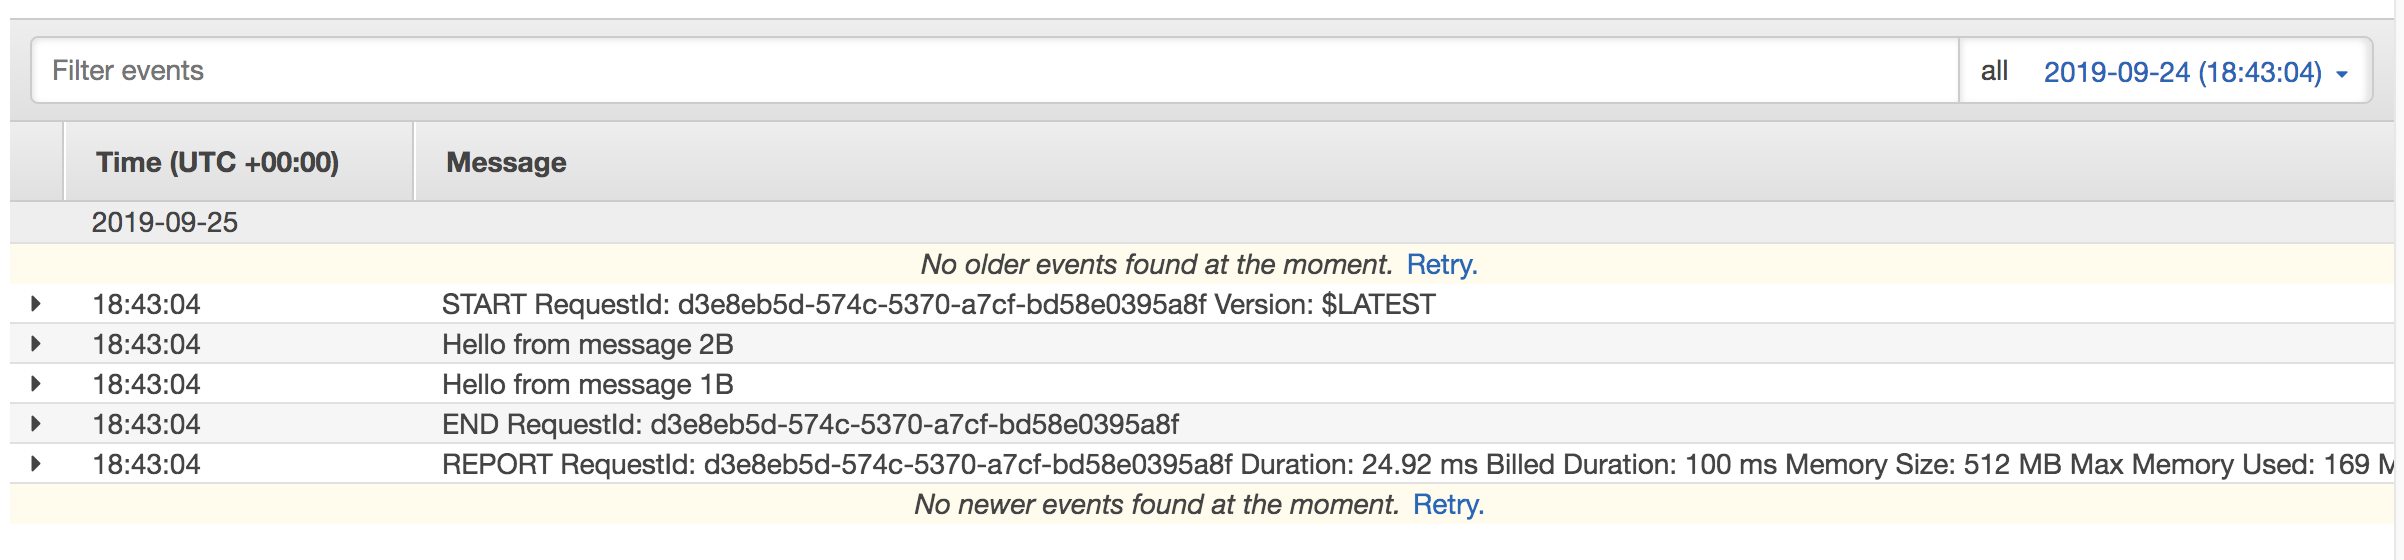 Filter events all 2019-09-24 (18:43:04)
Time (UTC +00:00) Message
2019-09-25
No older events found at the moment. Retry.
18:43:04 START RequestId: d3e8eb5d-574c-5370-a7cf-bd58e0395a8f Version: $LATEST
18:43:04 Hello from message 2B
18:43:04 Hello from message 1B
18:43:04 END RequestId: d3e8eb5d-574c-5370-a7cf-bd58e0395a8f
18:43:04 REPORT RequestId: d3e8eb5d-574c-5370-a7cf-bd58e0395a8f Duration: 24.92 ms Billed Duration: 100 ms Memory Size: 512 MB Max Memory Used: 169
No newer events found at the moment. Retry.